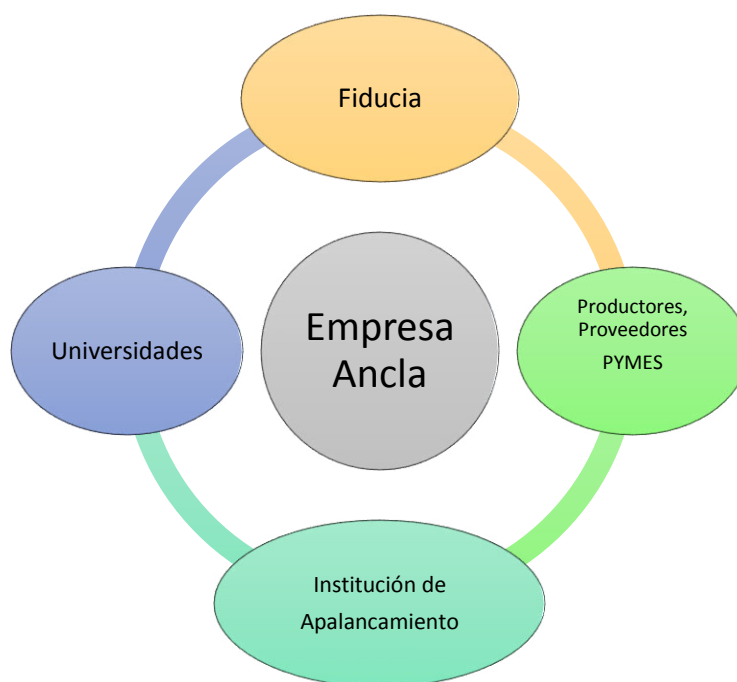 Fiducia
Productores,
Proveedores
PYMES
Universidades
Empresa
Ancla
Institución de
Apalancamiento